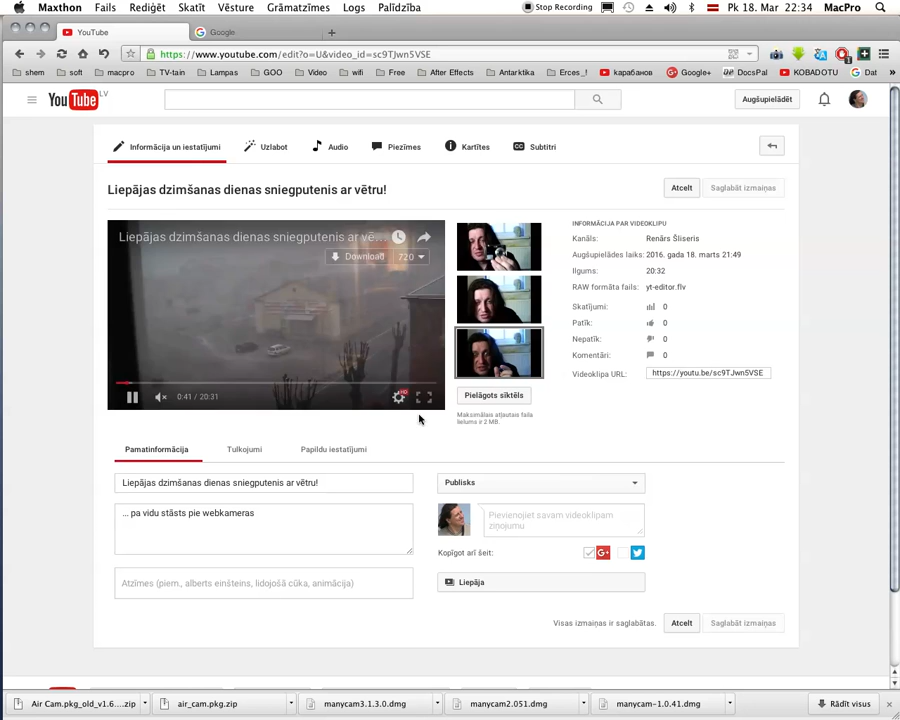 Maxthon Fails Rediģēt Skatīt Vēsture Grāmatzīmes Logs Palīdzība Stop Recording Pk 18. Mar 22:34 MacPro
YouTube Google
https://www.youtube.com/edit?o=U&video_id=sc9TJwn5VSE
shem soft macpro TV-tain Lampas GOO Video wifi Free After Effects Antarktika Erces_! карабанов Google+ DocsPal KOBADOTU Dat »
YouTube LV Augšupielādēt
Informācija un iestatījumi Uzlabot Audio Piezīmes Kartītes CC Subtitri
Liepājas dzimšanas dienas sniegputenis ar vētru! Atcelt Saglabāt izmaiņas
Liepājas dzimšanas dienas sniegputenis ar vē...
Download 720
0:41 / 20:31
HD
Pielāgots sīktēls
Maksimālais atļautais faila
lielums ir 2 MB.
INFORMĀCIJA PAR VIDEOKLIPU
Kanāls: Renārs Šliseris
Augšupielādes laiks: 2016. gada 18. marts 21:49
Ilgums: 20:32
RAW formāta fails: yt-editor.flv
Skatījumi: 0
Patīk: 0
Nepatīk: 0
Komentāri: 0
Videoklipa URL: https://youtu.be/sc9TJwn5VSE
Pamatinformācija Tulkojumi Papildu iestatījumi
Liepājas dzimšanas dienas sniegputenis ar vētru! Publisks
... pa vidu stāsts pie webkameras Pievienojiet savam videoklipam
ziņojumu
Kopīgot arī šeit: G+
Atzīmes (piem., alberts einšteins, lidojošā cūka, animācija) Liepāja
Visas izmaiņas ir saglabātas. Atcelt Saglabāt izmaiņas
Air Cam.pkg_old_v1.6....zip air_cam.pkg.zip manycam3.1.3.0.dmg manycam2.051.dmg manycam-1.0.41.dmg Rādīt visus